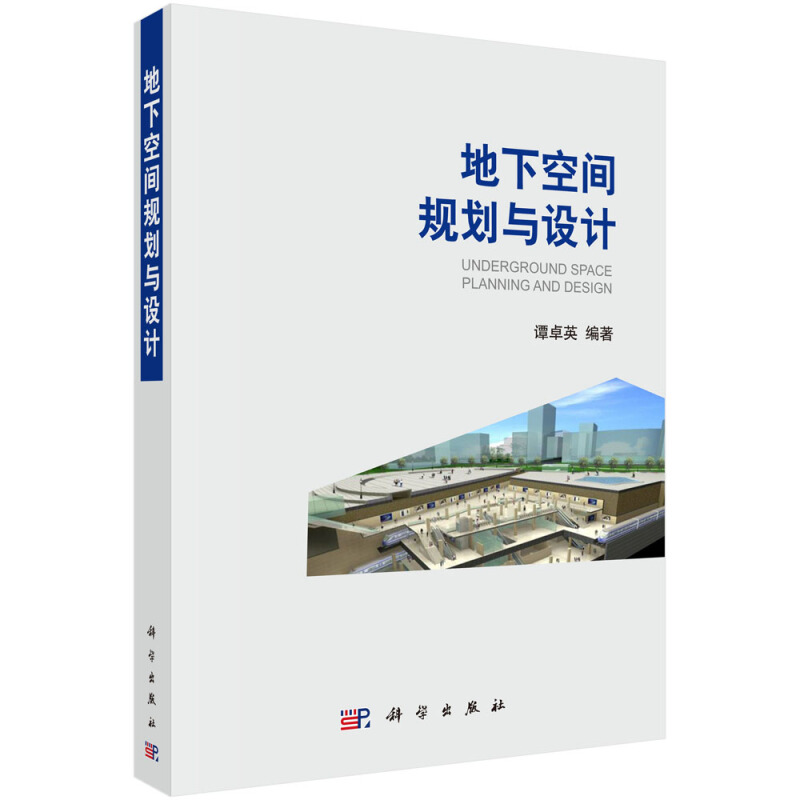 地下空间规划与设计
科学出版社
地下空间
规划与设计
UNDERGROUND SPACE
PLANNING AND DESIGN
谭卓英 编著
科学出版社